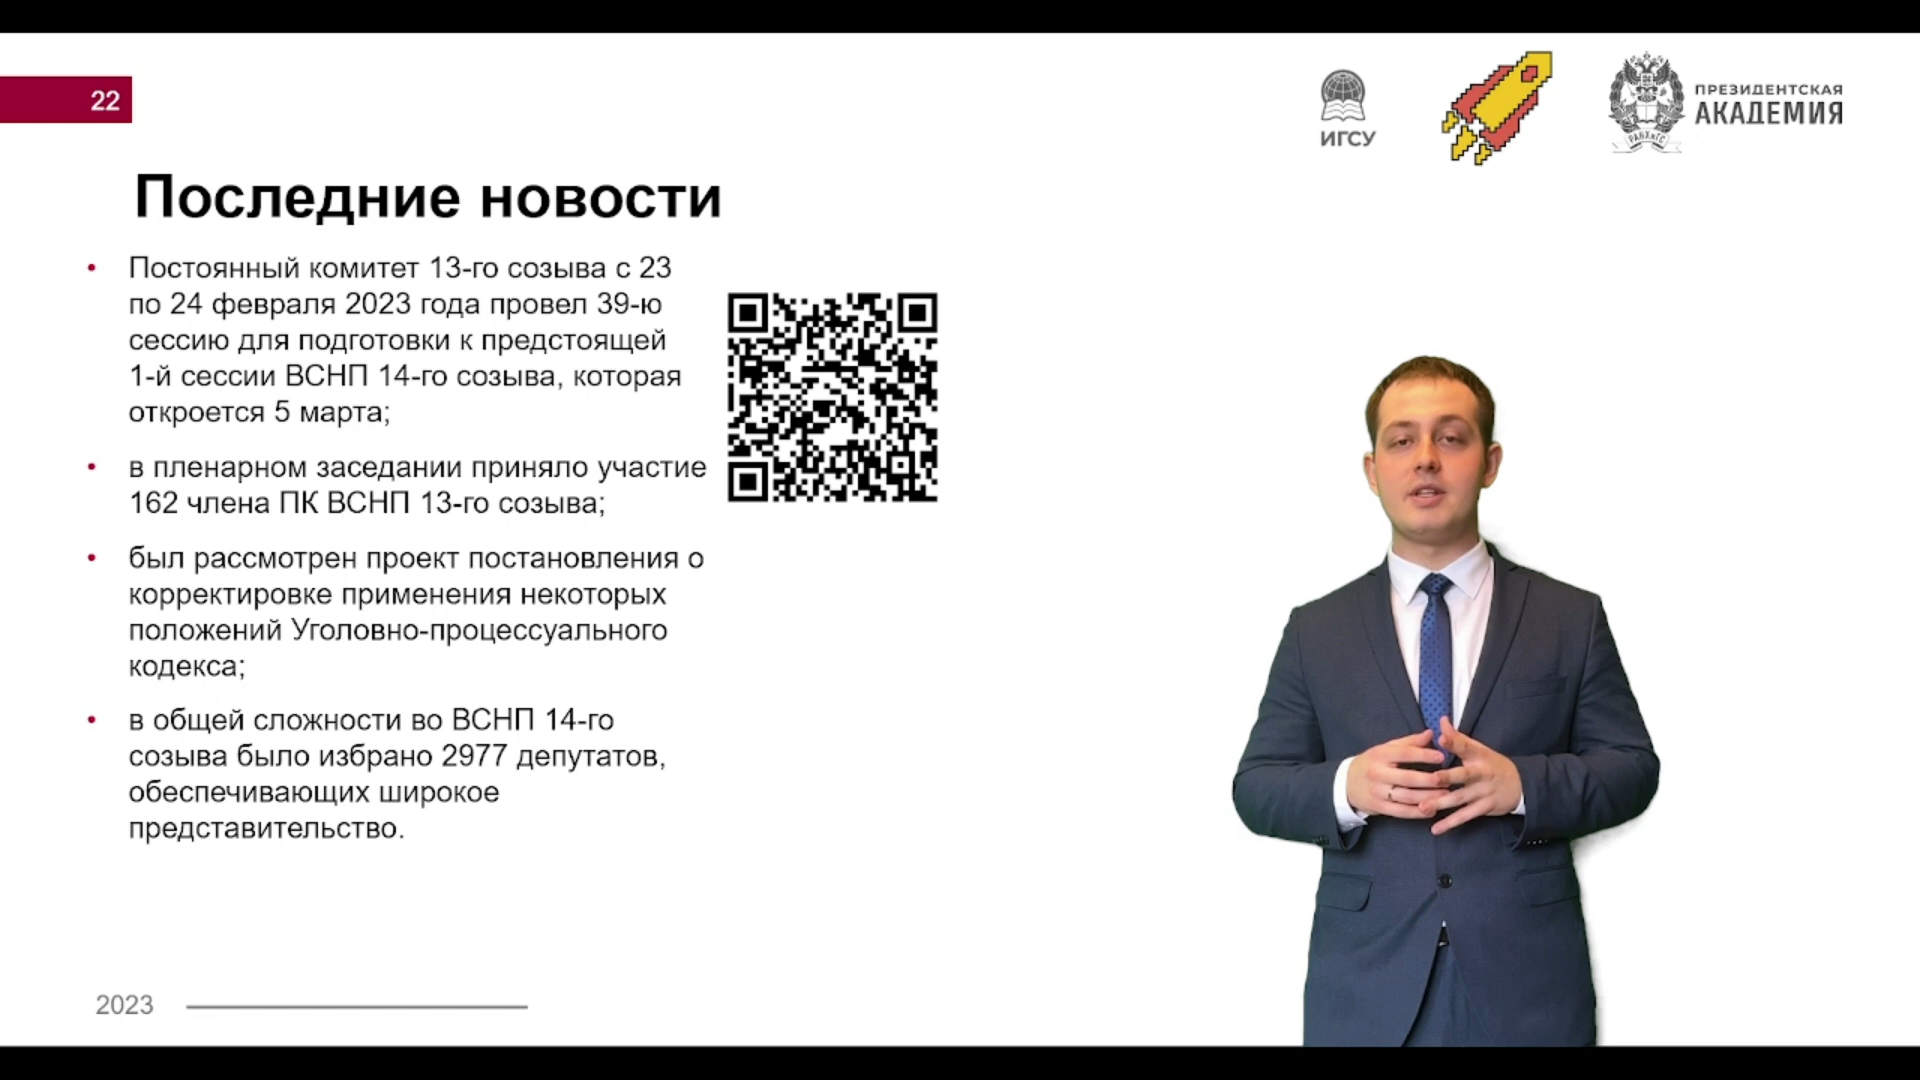 22
ИГСУ
РАНХиГС
ПРЕЗИДЕНТСКАЯ
АКАДЕМИЯ
Последние новости
• Постоянный комитет 13-го созыва с 23
по 24 февраля 2023 года провел 39-ю
сессию для подготовки к предстоящей
1-й сессии ВСНП 14-го созыва, которая
откроется 5 марта;
• в пленарном заседании приняло участие
162 члена ПК ВСНП 13-го созыва;
• был рассмотрен проект постановления о
корректировке применения некоторых
положений Уголовно-процессуального
кодекса;
• в общей сложности во ВСНП 14-го
созыва было избрано 2977 депутатов,
обеспечивающих широкое
представительство.
2023